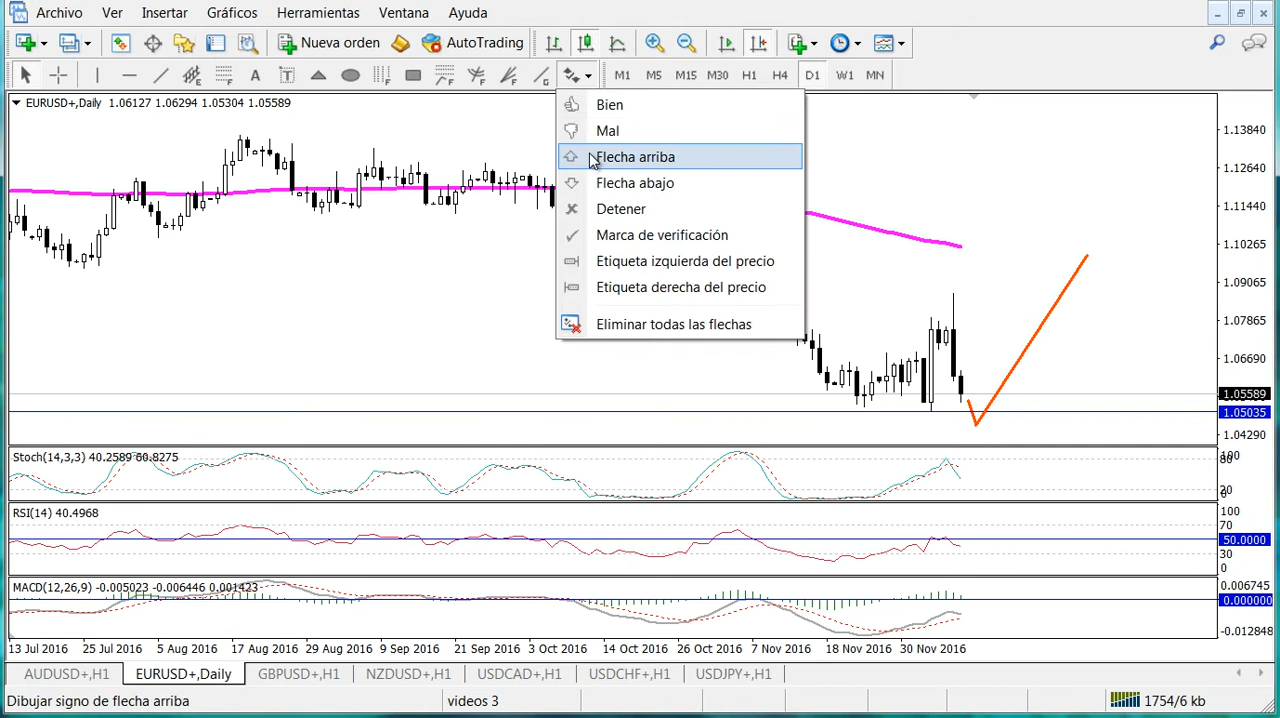 Archivo Ver Insertar Gráficos Herramientas Ventana Ayuda
Nueva orden AutoTrading
A T M1 M5 M15 M30 H1 H4 D1 W1 MN
EURUSD+,Daily 1.06127 1.06294 1.05304 1.05589
Bien
Mal
Flecha arriba
Flecha abajo
Detener
Marca de verificación
Etiqueta izquierda del precio
Etiqueta derecha del precio
Eliminar todas las flechas
1.13840
1.12640
1.11440
1.10265
1.09065
1.07865
1.06690
1.05589
1.05035
1.04290
Stoch(14,3,3) 40.2589 60.8275
100
80
20
0
RSI(14) 40.4968
100
70
50.0000
30
0
MACD(12,26,9) -0.005023 -0.006446 0.001423
0.006745
0.000000
-0.012848
13 Jul 2016 25 Jul 2016 5 Aug 2016 17 Aug 2016 29 Aug 2016 9 Sep 2016 21 Sep 2016 3 Oct 2016 14 Oct 2016 26 Oct 2016 7 Nov 2016 18 Nov 2016 30 Nov 2016
AUDUSD+,H1 EURUSD+,Daily GBPUSD+,H1 NZDUSD+,H1 USDCAD+,H1 USDCHF+,H1 USDJPY+,H1
Dibujar signo de flecha arriba videos 3 1754/6 kb